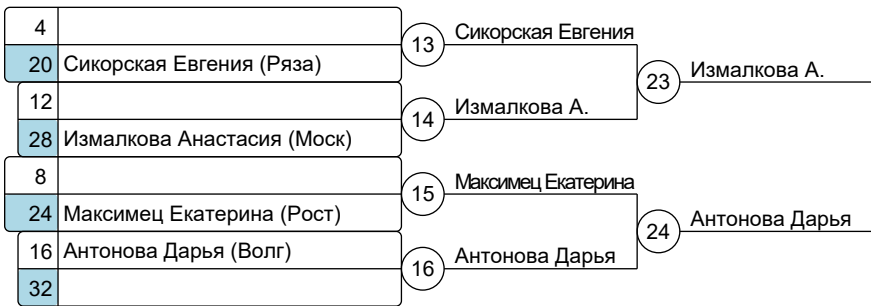 4
13
Сикорская Евгения
20 Сикорская Евгения (Ряза)
23
Измалкова А.
12
14
Измалкова А.
28 Измалкова Анастасия (Моск)
8
15
Максимец Екатерина
24 Максимец Екатерина (Рост)
24
Антонова Дарья
16 Антонова Дарья (Волг)
16
Антонова Дарья
32